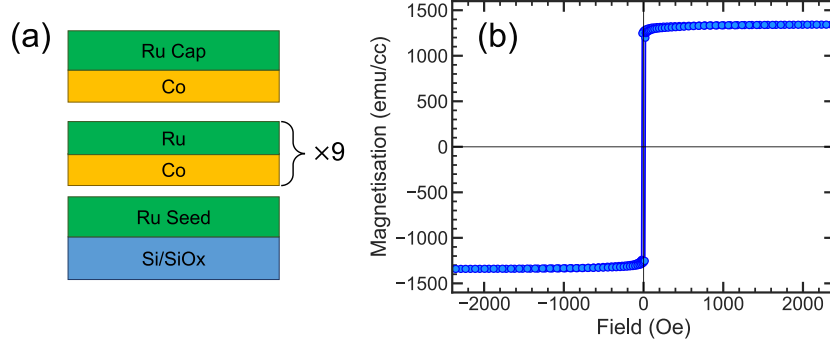 (a)
Ru Cap
Co
Ru
Co
×9
Ru Seed
Si/SiOx
(b)
Magnetisation (emu/cc)
1500
1000
500
0
−500
−1000
−1500
−2000 −1000 0 1000 2000
Field (Oe)